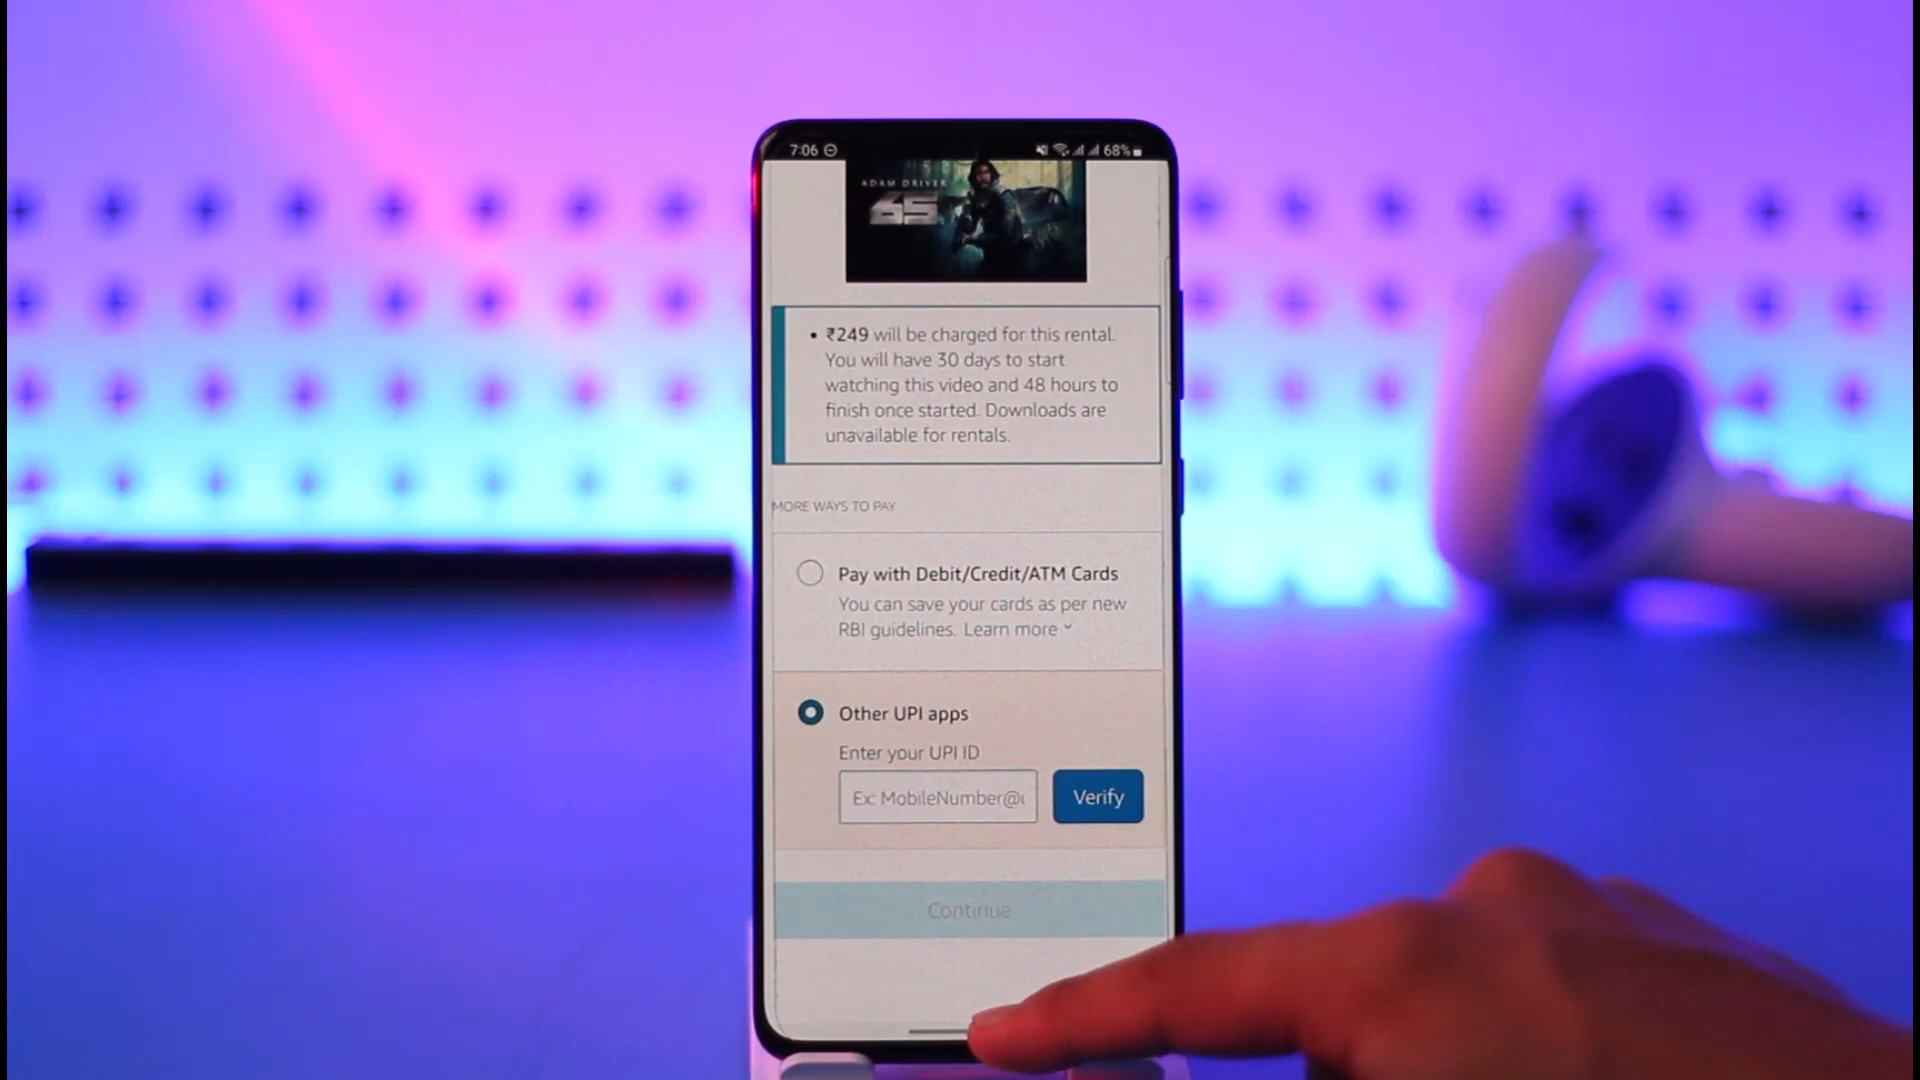 7:06
68%
ADAM DRIVER
65
• ₹249 will be charged for this rental.
You will have 30 days to start
watching this video and 48 hours to
finish once started. Downloads are
unavailable for rentals.
MORE WAYS TO PAY
Pay with Debit/Credit/ATM Cards
You can save your cards as per new
RBI guidelines. Learn more
Other UPI apps
Enter your UPI ID
Ex: MobileNumber@
Verify
Continue